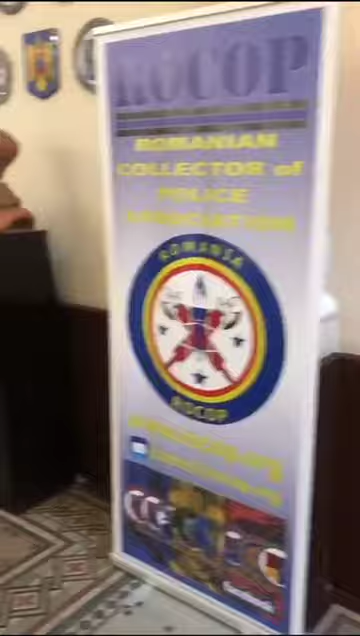 ROCOP
ROMANIAN
COLLECTOR of
POLICE
ASSOCIATION
ROMANIA
ROCOP